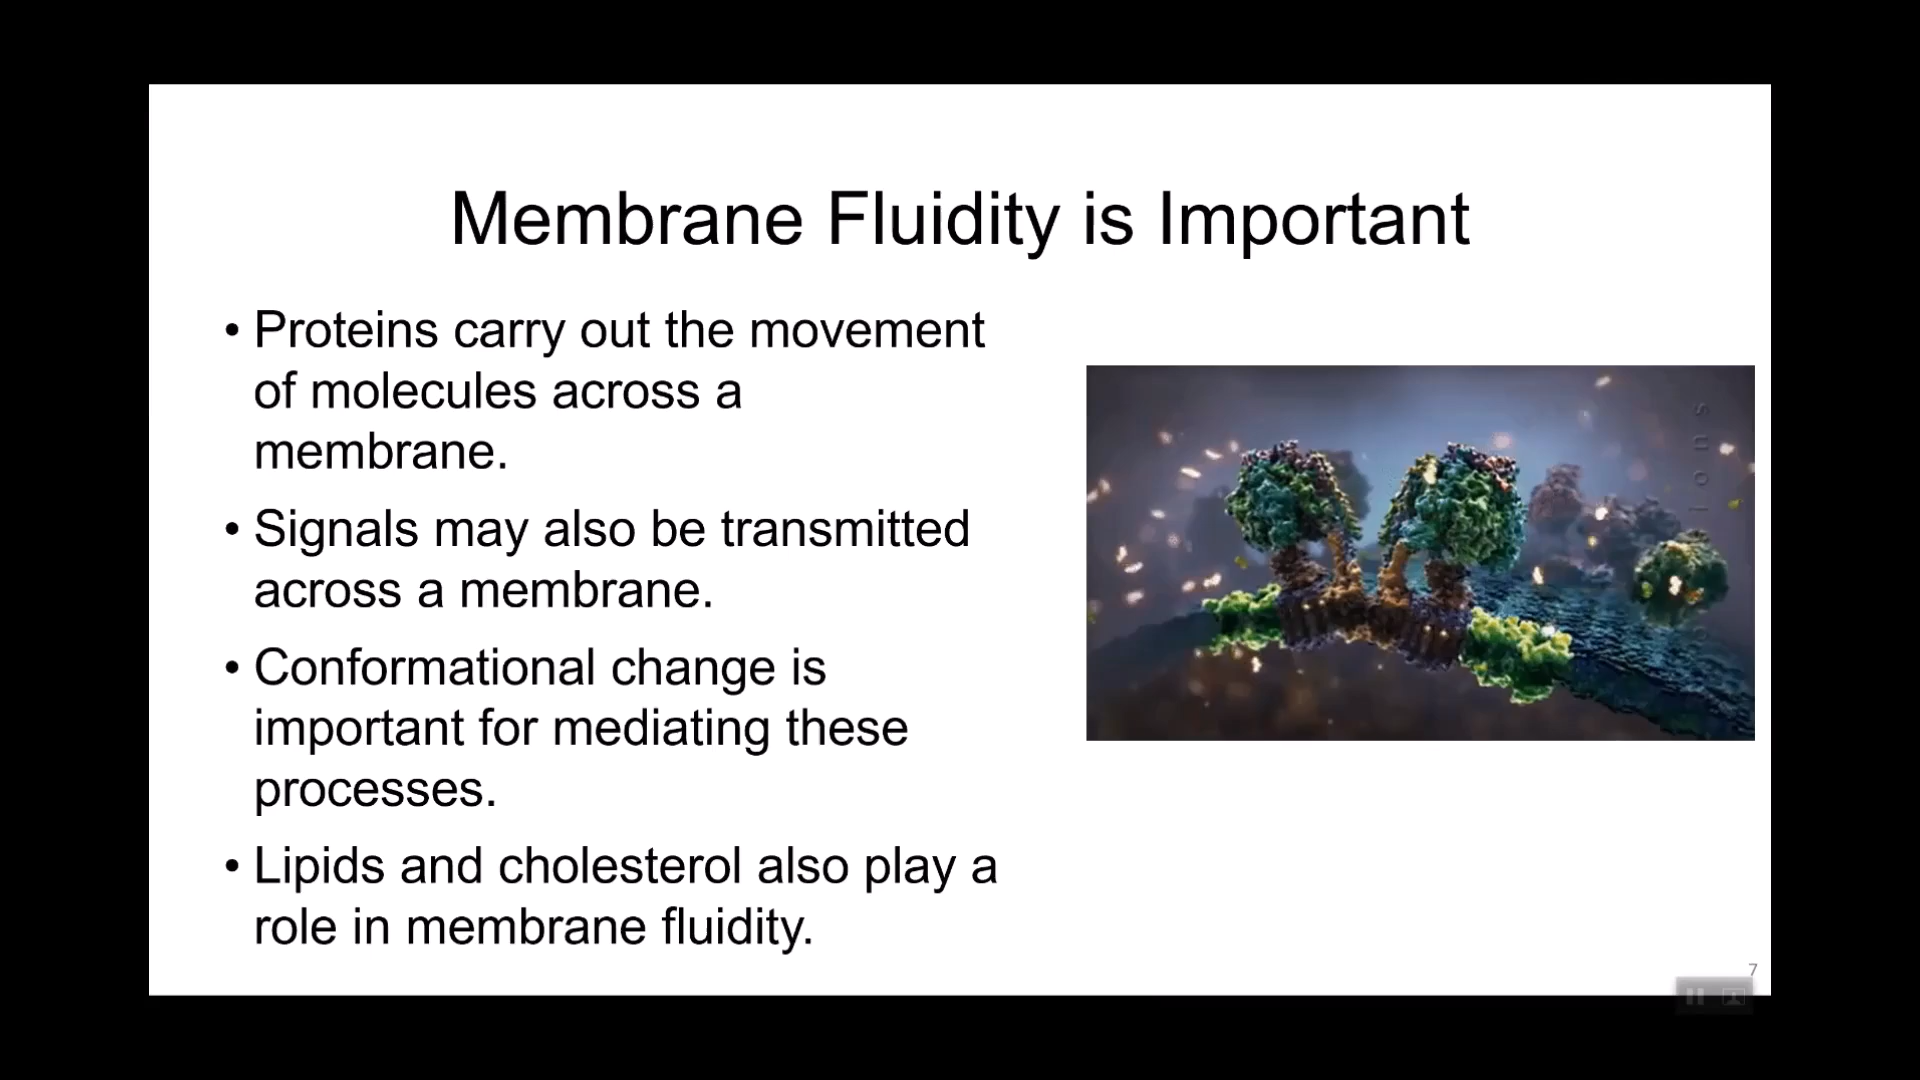 Membrane Fluidity is Important
• Proteins carry out the movement
of molecules across a
membrane.
• Signals may also be transmitted
across a membrane.
• Conformational change is
important for mediating these
processes.
• Lipids and cholesterol also play a
role in membrane fluidity.
7